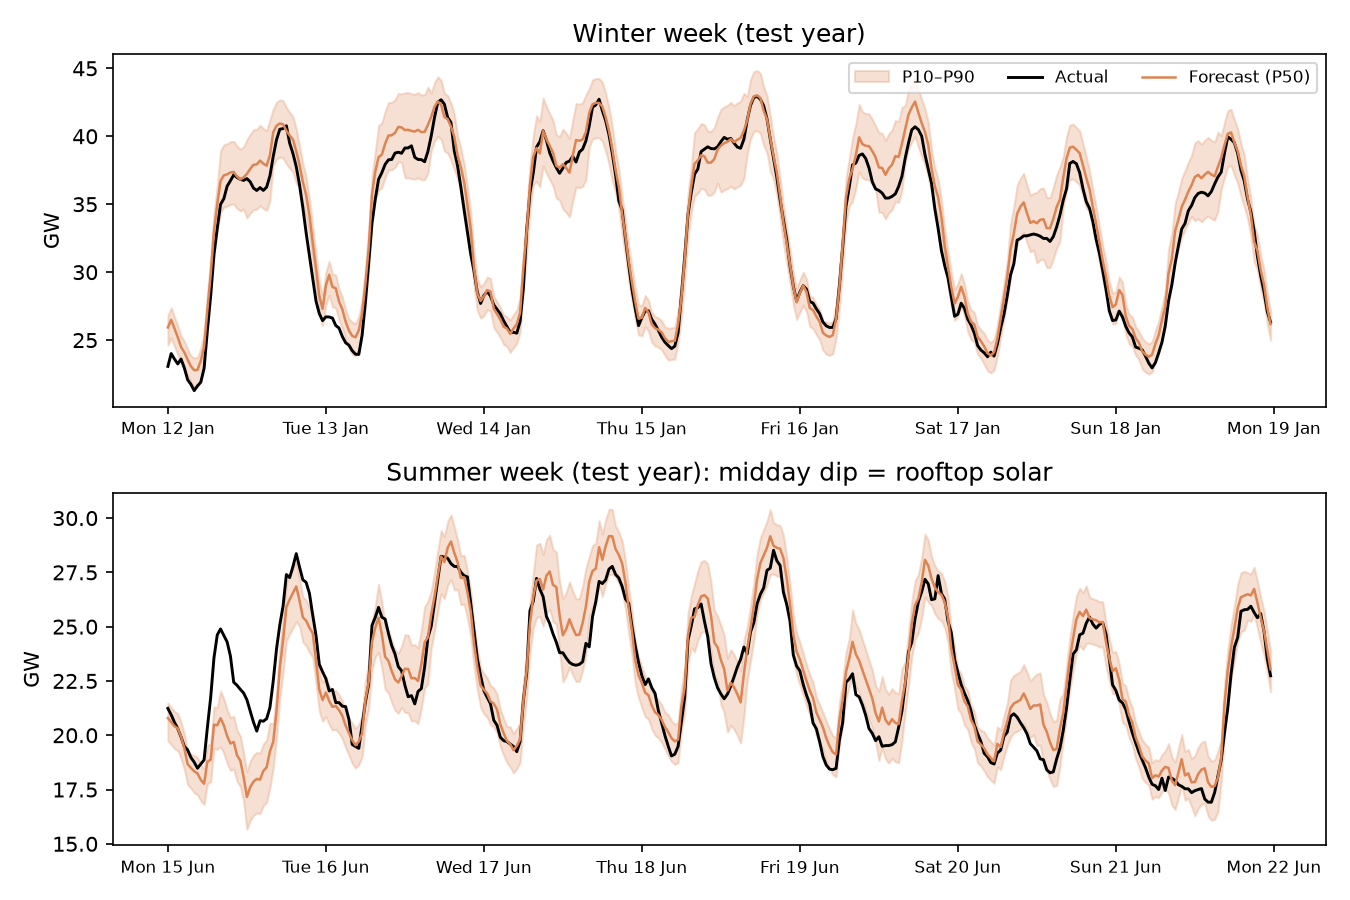 Winter week (test year)
P10–P90 Actual Forecast (P50)
45
40
35
30
25
GW
Mon 12 Jan Tue 13 Jan Wed 14 Jan Thu 15 Jan Fri 16 Jan Sat 17 Jan Sun 18 Jan Mon 19 Jan
Summer week (test year): midday dip = rooftop solar
30.0
27.5
25.0
22.5
20.0
17.5
15.0
GW
Mon 15 Jun Tue 16 Jun Wed 17 Jun Thu 18 Jun Fri 19 Jun Sat 20 Jun Sun 21 Jun Mon 22 Jun